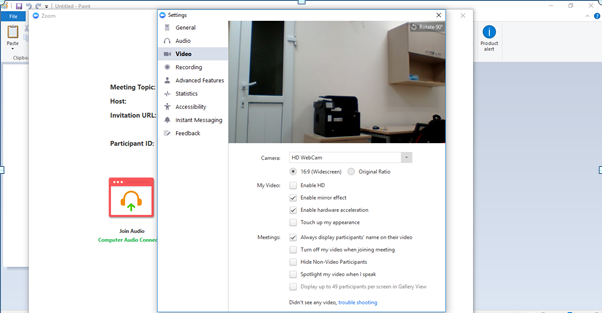 Untitled - Paint
File
Paste
Clipboard
Product
alert
Zoom
Meeting Topic:
Host:
Invitation URL:
Participant ID:
Join Audio
Computer Audio Connec
Settings
General
Audio
Video
Recording
Advanced Features
Statistics
Accessibility
Instant Messaging
Feedback
Rotate 90°
Camera:
HD WebCam
16:9 (Widescreen)
Original Ratio
My Video:
Enable HD
Enable mirror effect
Enable hardware acceleration
Touch up my appearance
Meetings:
Always display participants' name on their video
Turn off my video when joining meeting
Hide Non-Video Participants
Spotlight my video when I speak
Display up to 49 participants per screen in Gallery View
Didn't see any video, trouble shooting